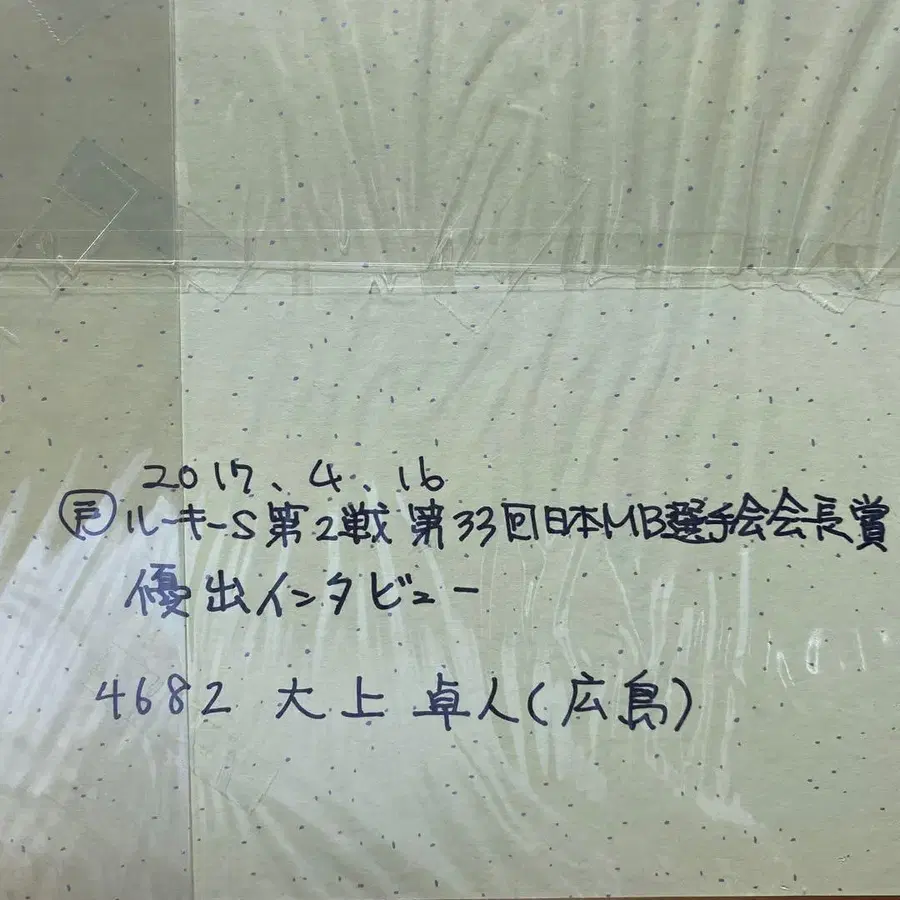 2017、4、16
㋣ルーキーS第2戦 第33回日本MB選手会会長賞
優出インタビュー
4682 大上 卓人(広島)